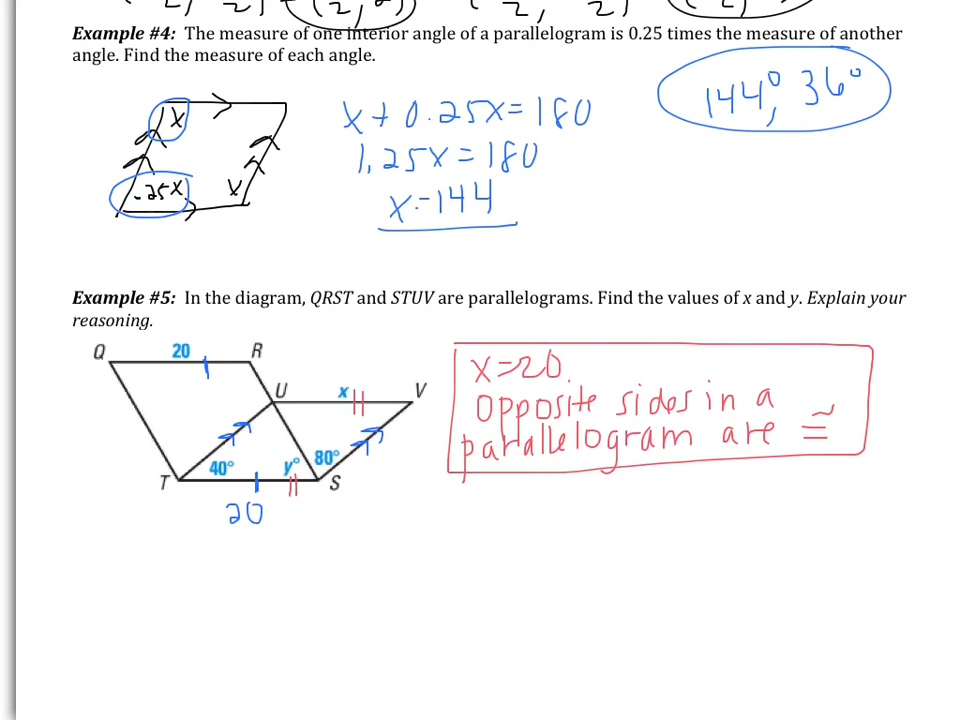 Example #4: The measure of one interior angle of a parallelogram is 0.25 times the measure of another
angle. Find the measure of each angle.
144°, 36°
x
x + 0.25x = 180
1.25x = 180
.25x
x
x = 144
Example #5: In the diagram, QRST and STUV are parallelograms. Find the values of x and y. Explain your
reasoning.
Q 20 R
U x V
x = 20.
Opposite sides in a
parallelogram are ≅
40° y° 80°
T S
20